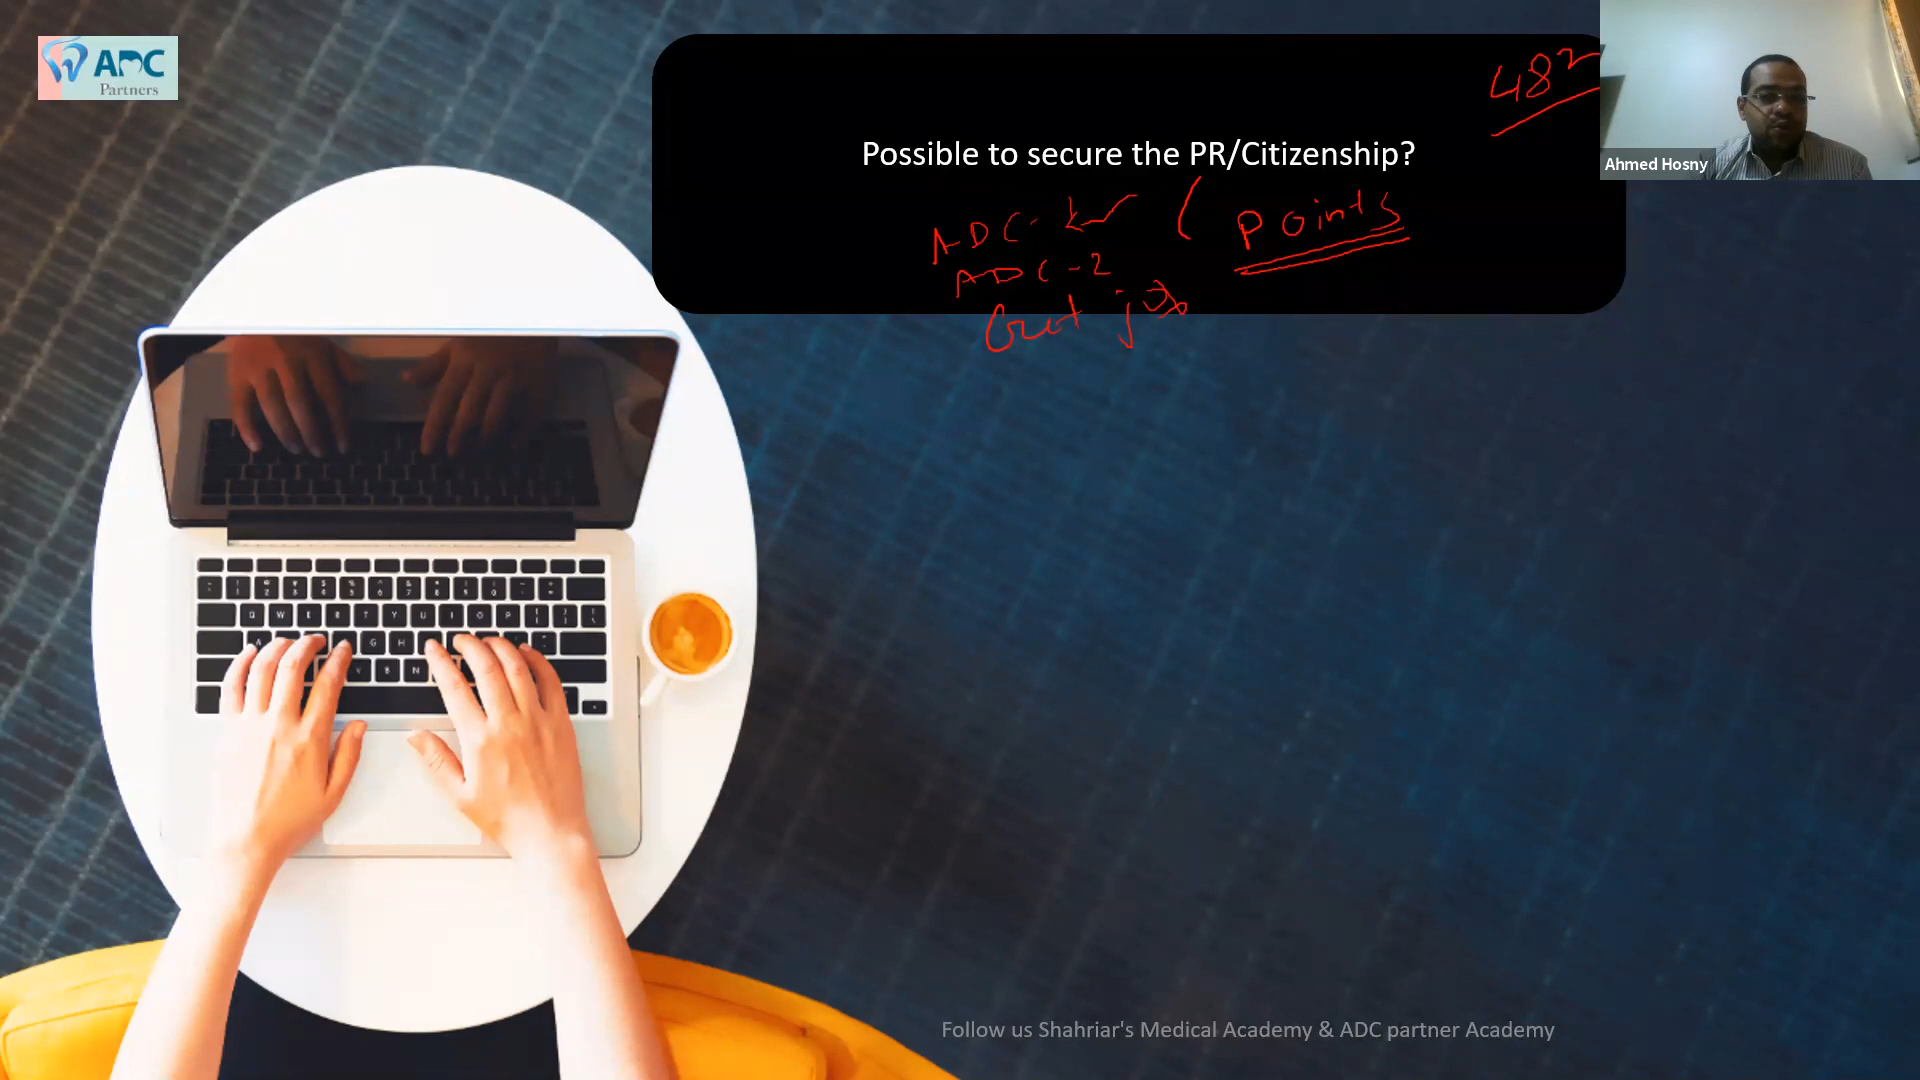 ADC
Partners
482
Ahmed Hosny
Possible to secure the PR/Citizenship?
ADC-1 ( Points
ADC-2
Get job
Follow us Shahriar's Medical Academy & ADC partner Academy